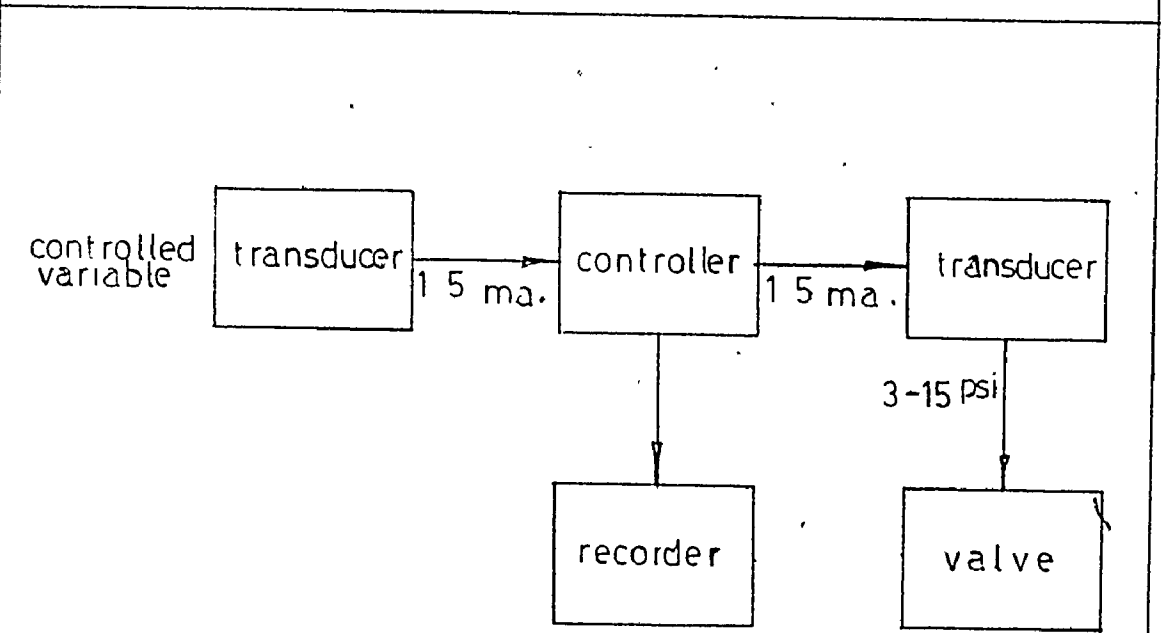 controlled
variable
transducer
1 5 ma.
controller
1 5 ma.
transducer
3-15 psi
recorder
valve